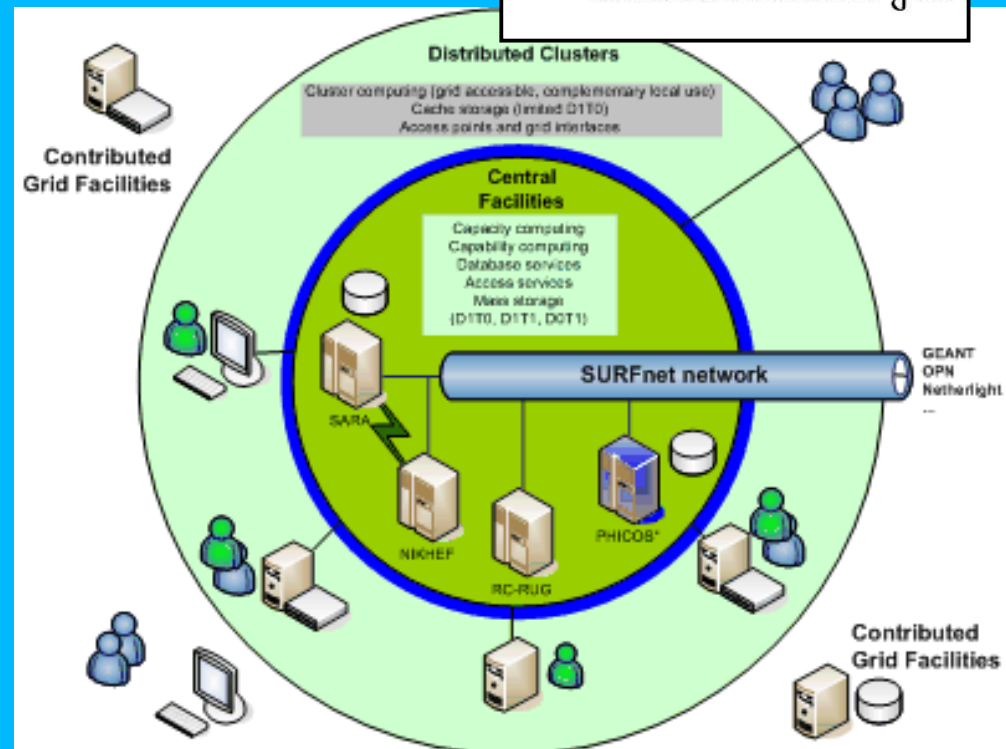 Distributed Clusters
Cluster computing (grid accessible, complementary local use)
Cache storage (limited D1T0)
Access points and grid interfaces
Contributed
Grid Facilities
Central
Facilities
Capacity computing
Capability computing
Database services
Access services
Mass storage
(D1T0, D1T1, D0T1)
SURFnet network
GEANT
OPN
Netherlight
...
SARA
NIKHEF
RC-RUG
PHICOS*
Contributed
Grid Facilities